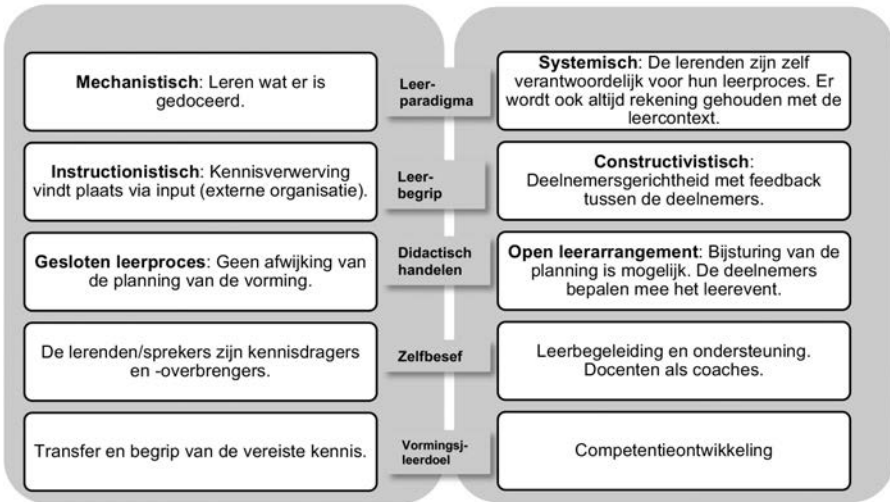 Mechanistisch: Leren wat er is
gedoceerd.
Leer-
paradigma
Systemisch: De lerenden zijn zelf
verantwoordelijk voor hun leerproces. Er
wordt ook altijd rekening gehouden met de
leercontext.
Instructionistisch: Kennisverwerving
vindt plaats via input (externe organisatie).
Leer-
begrip
Constructivistisch:
Deelnemersgerichtheid met feedback
tussen de deelnemers.
Gesloten leerproces: Geen afwijking van
de planning van de vorming.
Didactisch
handelen
Open leerarrangement: Bijsturing van de
planning is mogelijk. De deelnemers
bepalen mee het leerevent.
De lerenden/sprekers zijn kennisdragers
en -overbrengers.
Zelfbesef
Leerbegeleiding en ondersteuning.
Docenten als coaches.
Transfer en begrip van de vereiste kennis.
Vormingsj-
leerdoel
Competentieontwikkeling